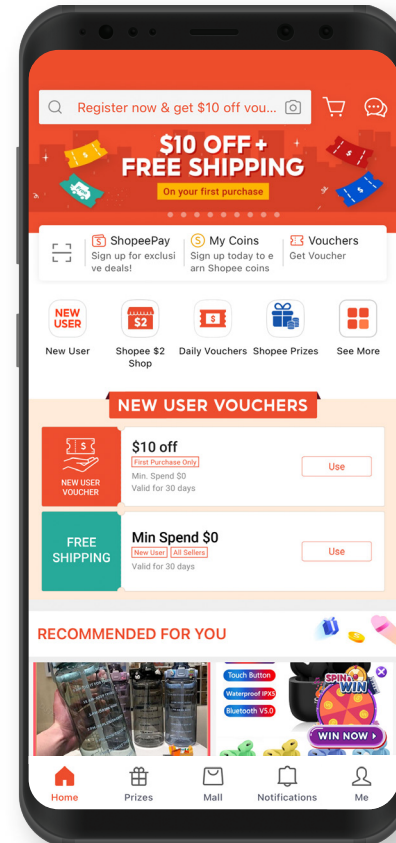 Register now & get $10 off vou...
$10 OFF +
FREE SHIPPING
On your first purchase
ShopeePay
Sign up for exclusi
ve deals!
My Coins
Sign up today to e
arn Shopee coins
Vouchers
Get Voucher
NEW
USER
$2
New User
Shopee $2
Shop
Daily Vouchers
Shopee Prizes
See More
NEW USER VOUCHERS
NEW USER
VOUCHER
$10 off
First Purchase Only
Min. Spend $0
Valid for 30 days
Use
FREE
SHIPPING
Min Spend $0
New User
All Sellers
Valid for 30 days
Use
RECOMMENDED FOR YOU
Touch Button
Waterproof IPX5
Bluetooth V5.0
SPIN &
WIN
WIN NOW
Home
Prizes
Mall
Notifications
Me